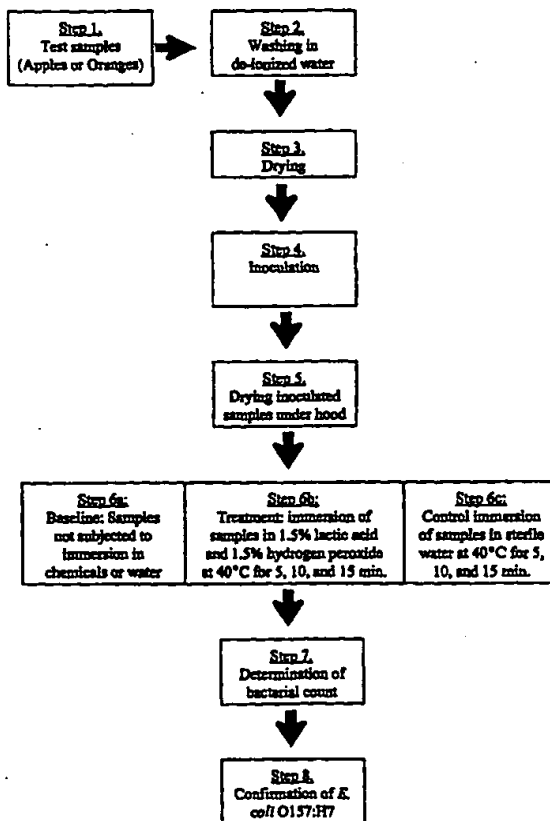 Step 1.
Test samples
(Apples or Oranges)
Step 2.
Washing in
de-ionized water
Step 3.
Drying
Step 4.
Inoculation
Step 5.
Drying inoculated
samples under hood
Step 6a:
Baseline: Samples
not subjected to
immersion in
chemicals or water
Step 6b:
Treatment: immersion of
samples in 1.5% lactic acid
and 1.5% hydrogen peroxide
at 40°C for 5, 10, and 15 min.
Step 6c:
Control immersion
of samples in sterile
water at 40°C for 5,
10, and 15 min.
Step 7.
Determination of
bacterial count
Step 8.
Confirmation of E.
coli O157:H7